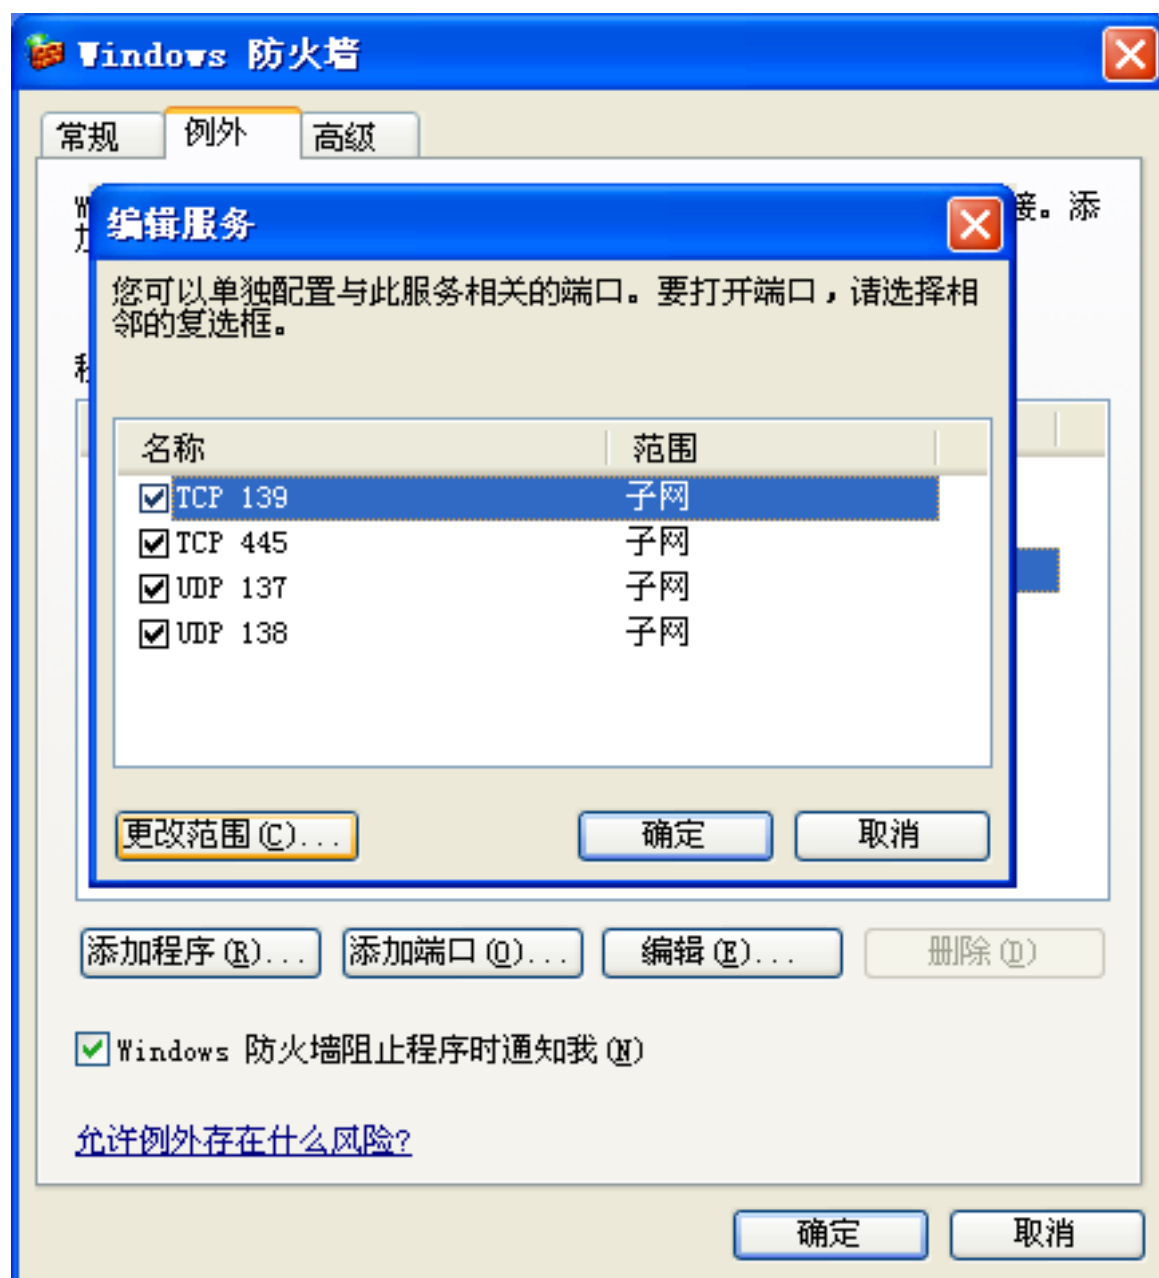 Windows 防火墙
常规 例外 高级
接。添
编辑服务
您可以单独配置与此服务相关的端口。要打开端口，请选择相
邻的复选框。
名称 范围
TCP 139 子网
TCP 445 子网
UDP 137 子网
UDP 138 子网
更改范围(C)... 确定 取消
添加程序(R)... 添加端口(O)... 编辑(E)... 删除(D)
Windows 防火墙阻止程序时通知我(N)
允许例外存在什么风险?
确定 取消